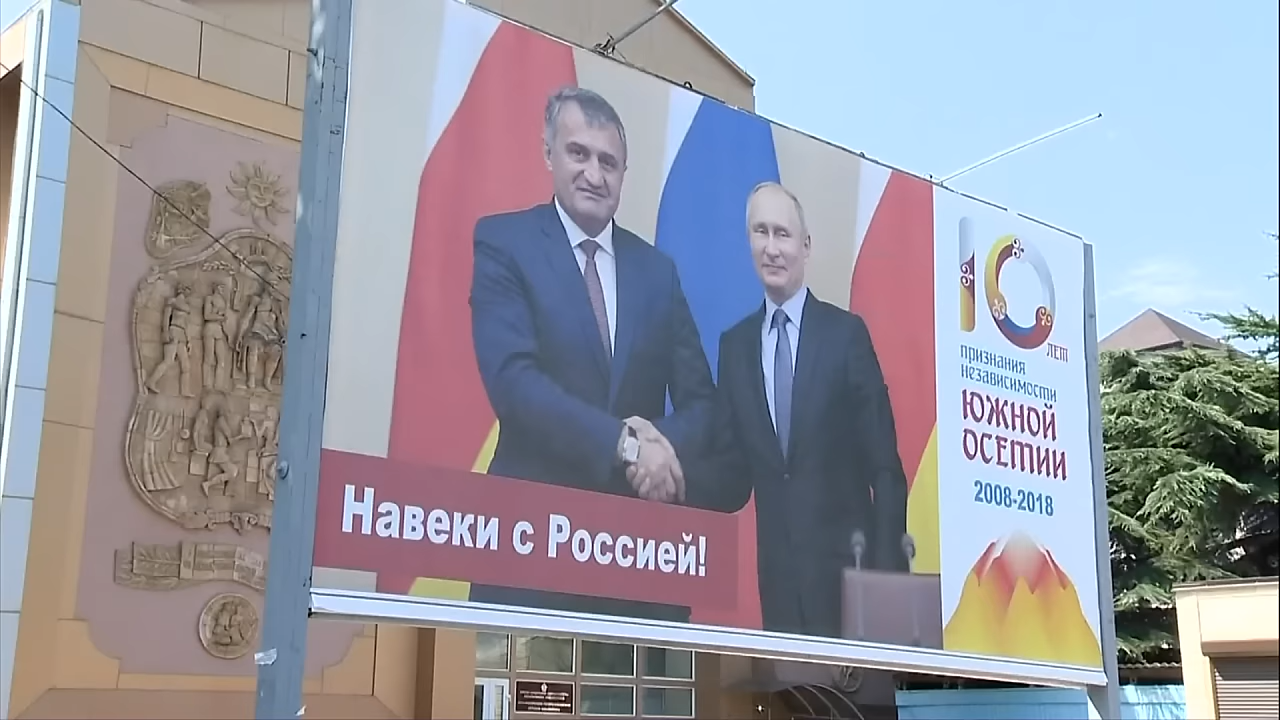 Навеки с Россией!
10
ЛЕТ
ПРИЗНАНИЯ
НЕЗАВИСИМОСТИ
ЮЖНОЙ
ОСЕТИИ
2008-2018